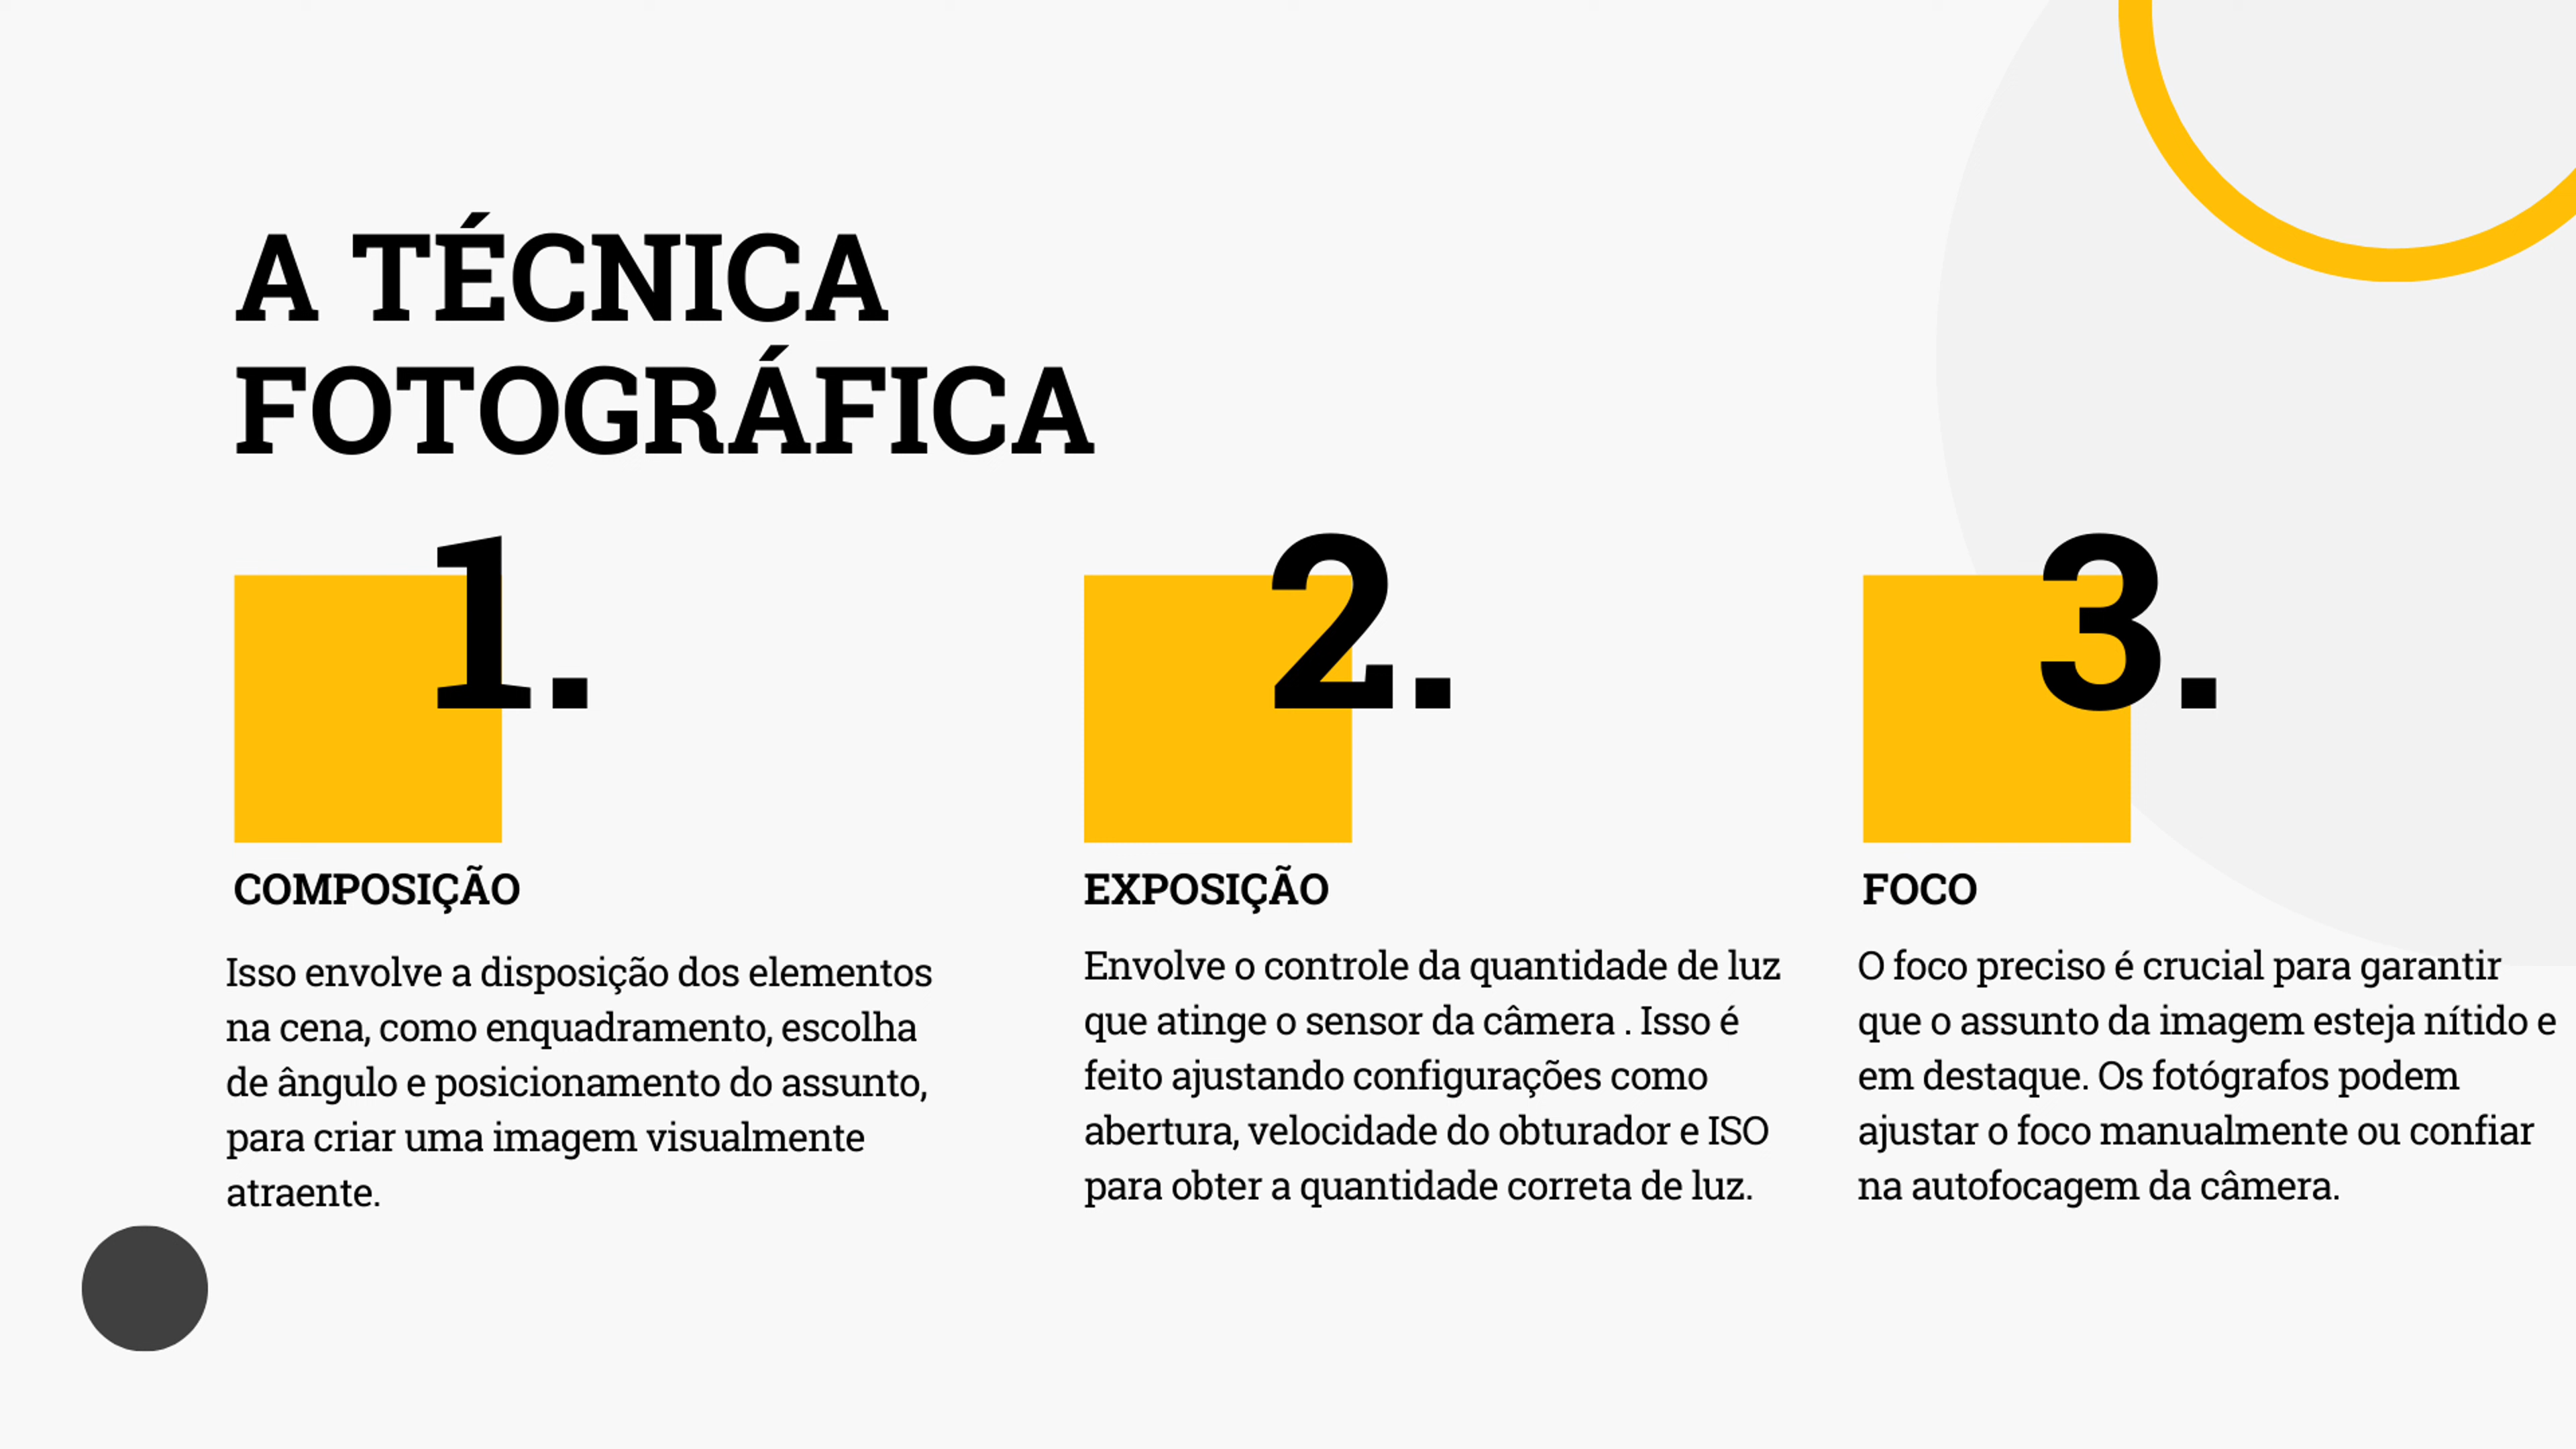 A TÉCNICA
FOTOGRÁFICA
1.
COMPOSIÇÃO
Isso envolve a disposição dos elementos
na cena, como enquadramento, escolha
de ângulo e posicionamento do assunto,
para criar uma imagem visualmente
atraente.
2.
EXPOSIÇÃO
Envolve o controle da quantidade de luz
que atinge o sensor da câmera . Isso é
feito ajustando configurações como
abertura, velocidade do obturador e ISO
para obter a quantidade correta de luz.
3.
FOCO
O foco preciso é crucial para garantir
que o assunto da imagem esteja nítido e
em destaque. Os fotógrafos podem
ajustar o foco manualmente ou confiar
na autofocagem da câmera.